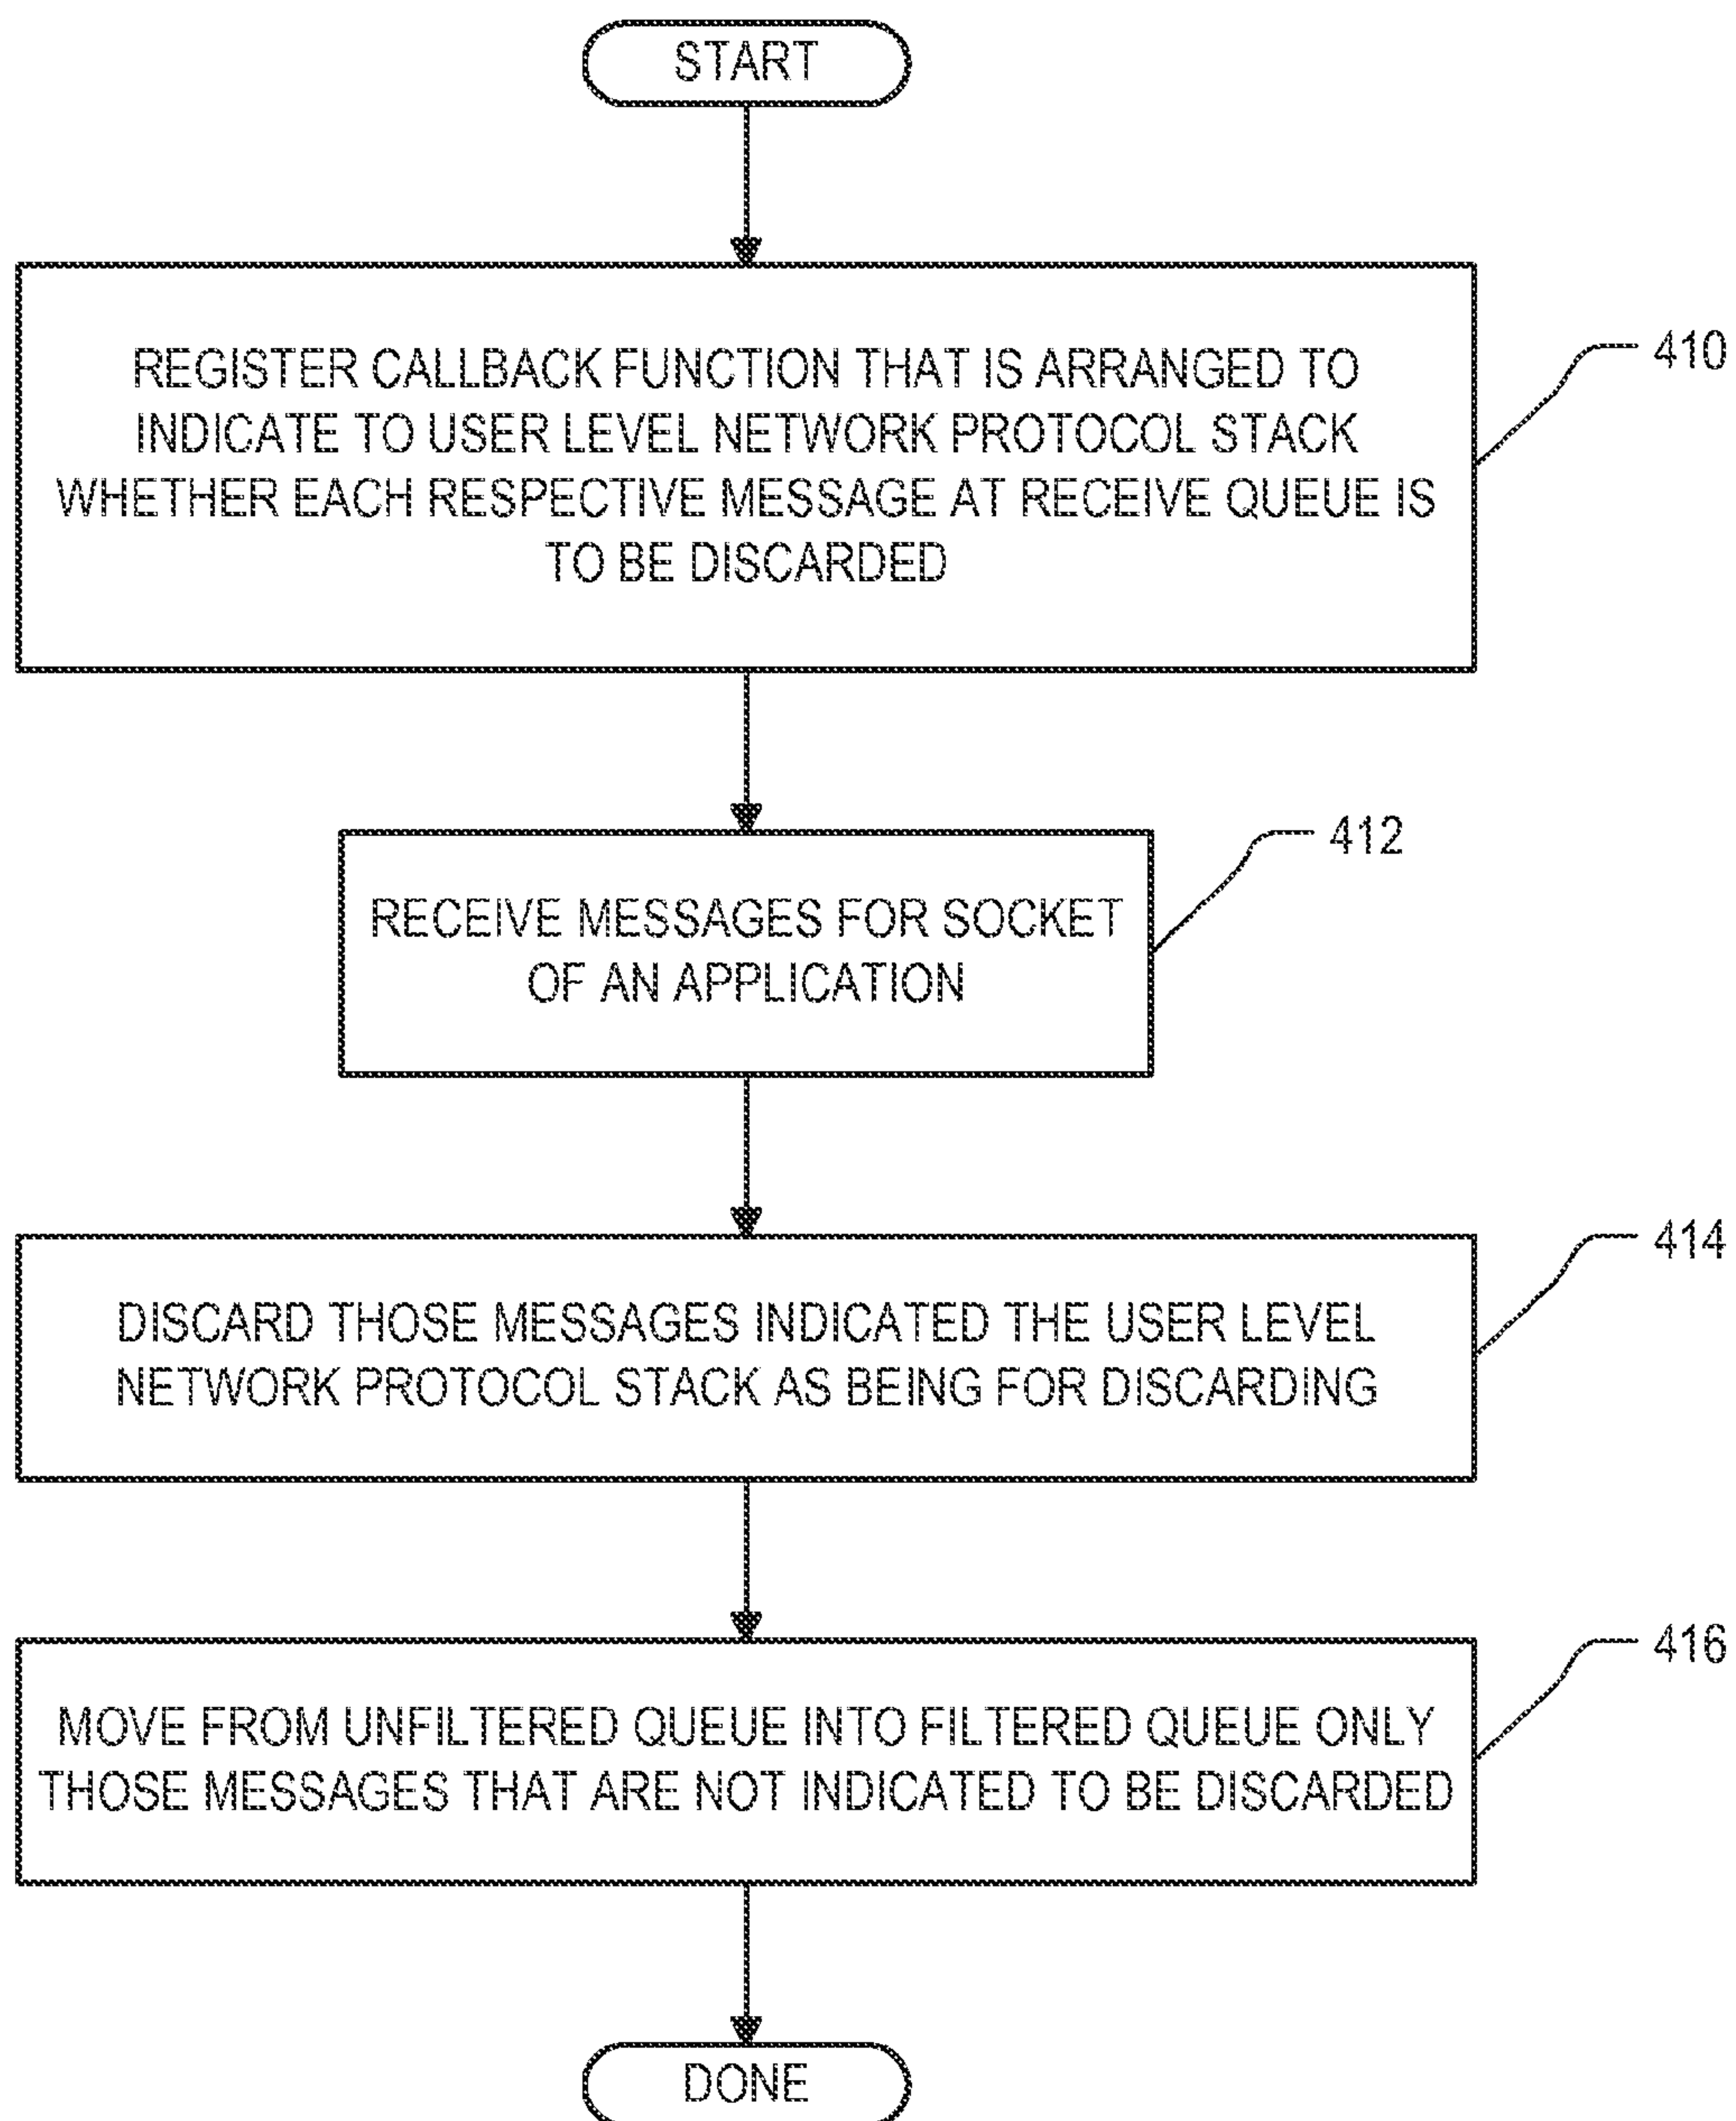 START
REGISTER CALLBACK FUNCTION THAT IS ARRANGED TO
INDICATE TO USER LEVEL NETWORK PROTOCOL STACK
WHETHER EACH RESPECTIVE MESSAGE AT RECEIVE QUEUE IS
TO BE DISCARDED
410
RECEIVE MESSAGES FOR SOCKET
OF AN APPLICATION
412
DISCARD THOSE MESSAGES INDICATED THE USER LEVEL
NETWORK PROTOCOL STACK AS BEING FOR DISCARDING
414
MOVE FROM UNFILTERED QUEUE INTO FILTERED QUEUE ONLY
THOSE MESSAGES THAT ARE NOT INDICATED TO BE DISCARDED
416
DONE